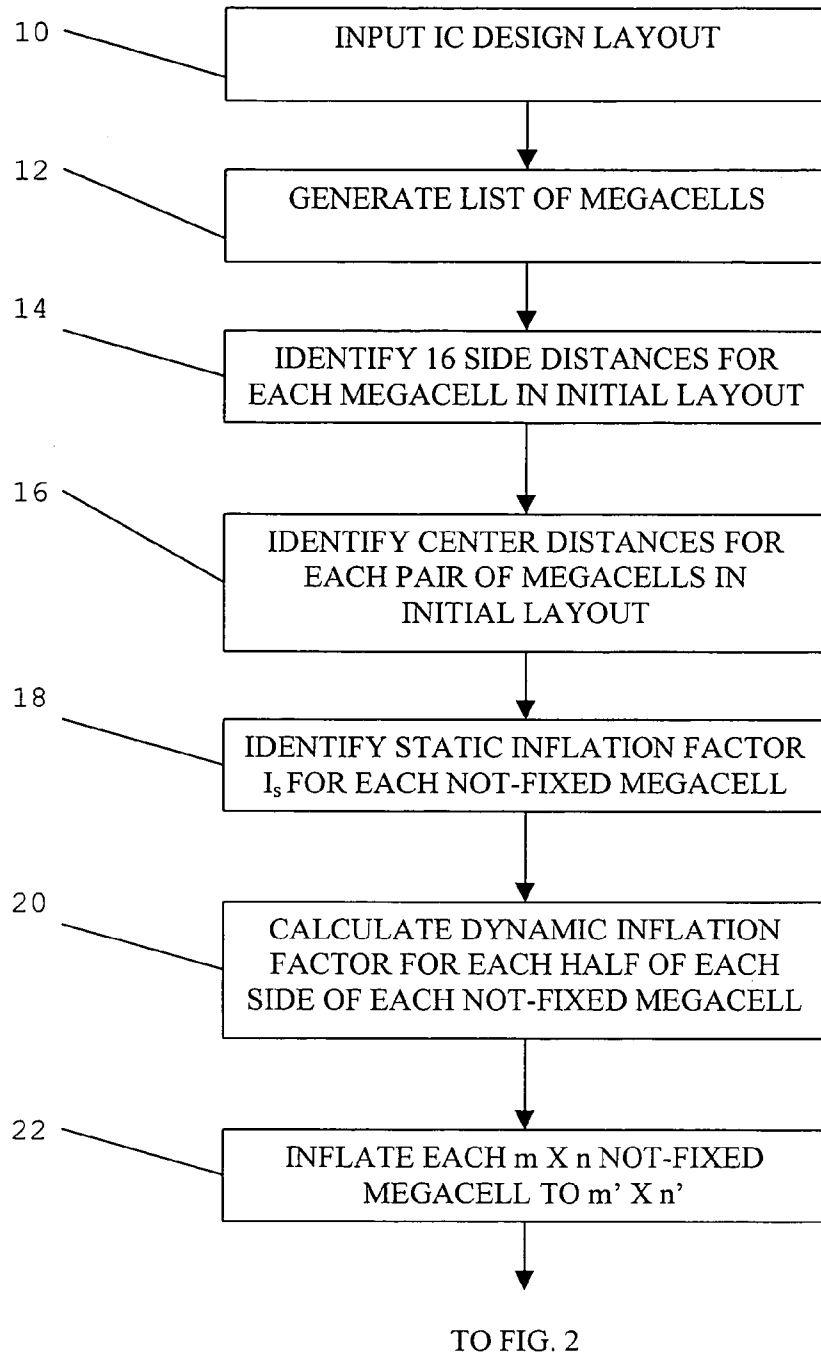 10
INPUT IC DESIGN LAYOUT
12
GENERATE LIST OF MEGACELLS
14
IDENTIFY 16 SIDE DISTANCES FOR
EACH MEGACELL IN INITIAL LAYOUT
16
IDENTIFY CENTER DISTANCES FOR
EACH PAIR OF MEGACELLS IN
INITIAL LAYOUT
18
IDENTIFY STATIC INFLATION FACTOR
Is FOR EACH NOT-FIXED MEGACELL
20
CALCULATE DYNAMIC INFLATION
FACTOR FOR EACH HALF OF EACH
SIDE OF EACH NOT-FIXED MEGACELL
22
INFLATE EACH m X n NOT-FIXED
MEGACELL TO m’ X n’
TO FIG. 2